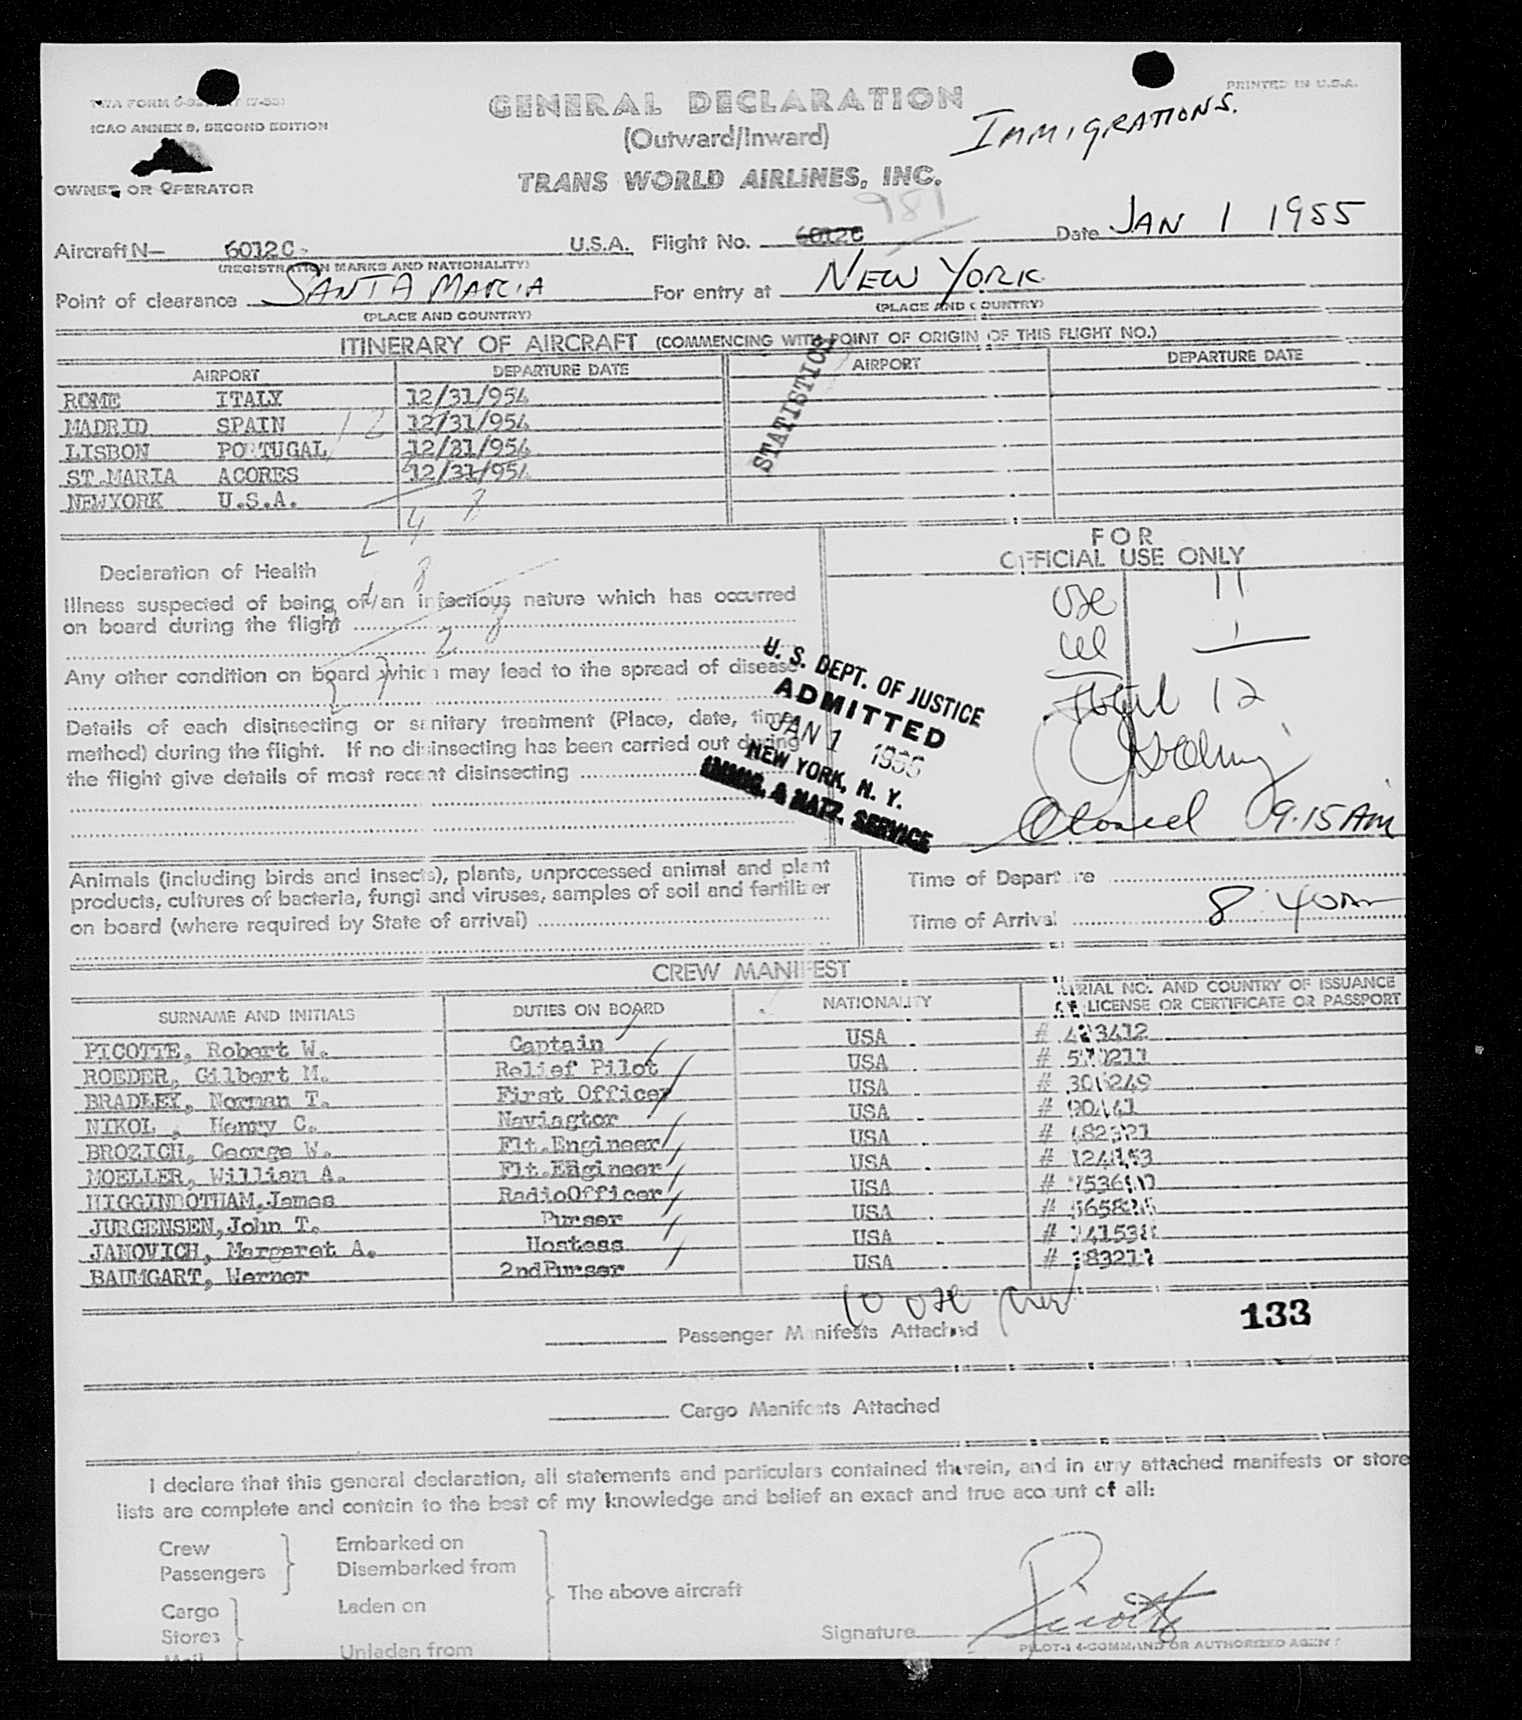 ICAO ANNEX 9, SECOND EDITION
PRINTED IN U.S.A.
GENERAL DECLARATION
(Outward/Inward)
IMMIGRATIONS.
OWNER OR OPERATOR
TRANS WORLD AIRLINES, INC.
981
Aircraft N— 6012C U.S.A. Flight No. 6012C Date JAN 1 1955
(REGISTRATION MARKS AND NATIONALITY)
Point of clearance SANTA MARIA For entry at NEW YORK.
(PLACE AND COUNTRY) (PLACE AND COUNTRY)
ITINERARY OF AIRCRAFT (COMMENCING WITH POINT OF ORIGIN OF THIS FLIGHT NO.)
AIRPORT DEPARTURE DATE AIRPORT DEPARTURE DATE
ROME ITALY 12/31/954
MADRID SPAIN 12/31/954
LISBON PORTUGAL 12/31/954
ST.MARIA ACORES 12/31/954
NEWYORK U.S.A.
STATISTICS
FOR
OFFICIAL USE ONLY
Declaration of Health
Illness suspected of being of an infectious nature which has occurred
on board during the flight
Any other condition on board which may lead to the spread of disease
Details of each disinsecting or sanitary treatment (Place, date, time,
method) during the flight. If no disinsecting has been carried out during
the flight give details of most recent disinsecting
USC 11
1
Total 12
Closed 9.15 AM
U. S. DEPT. OF JUSTICE
ADMITTED
JAN 1 1955
NEW YORK, N. Y.
IMMIG. & NATZ. SERVICE
Animals (including birds and insects), plants, unprocessed animal and plant
products, cultures of bacteria, fungi and viruses, samples of soil and fertilizer
on board (where required by State of arrival)
Time of Departure
Time of Arrival 8:40am
CREW MANIFEST
SURNAME AND INITIALS DUTIES ON BOARD NATIONALITY SERIAL NO. AND COUNTRY OF ISSUANCE
OF LICENSE OR CERTIFICATE OR PASSPORT
PICOTTE, Robert W. Captain USA #
ROEDER, Gilbert M. Relief Pilot USA #
BRADLEY, Norman T. First Officer USA #
NIKOL , Henry C. Naviagtor USA #
BROZICH, George W. Flt.Engineer USA #
MOELLER, William A. Flt.Engineer USA #
HIGGINBOTHAM,James RadioOfficer USA #
JURGENSEN,John T. Purser USA #
JANOVICH, Margaret A. Hostess USA #
BAUMGART, Werner 2ndPurser USA #
10 USC
133
Passenger Manifests Attached
Cargo Manifests Attached
I declare that this general declaration, all statements and particulars contained therein, and in any attached manifests or store
lists are complete and contain to the best of my knowledge and belief an exact and true account of all:
Crew Embarked on
Passengers Disembarked from
The above aircraft
Cargo Laden on
Stores
Mail Unladen from
Signature Picotte
PILOT-IN-COMMAND OR AUTHORIZED AGENT